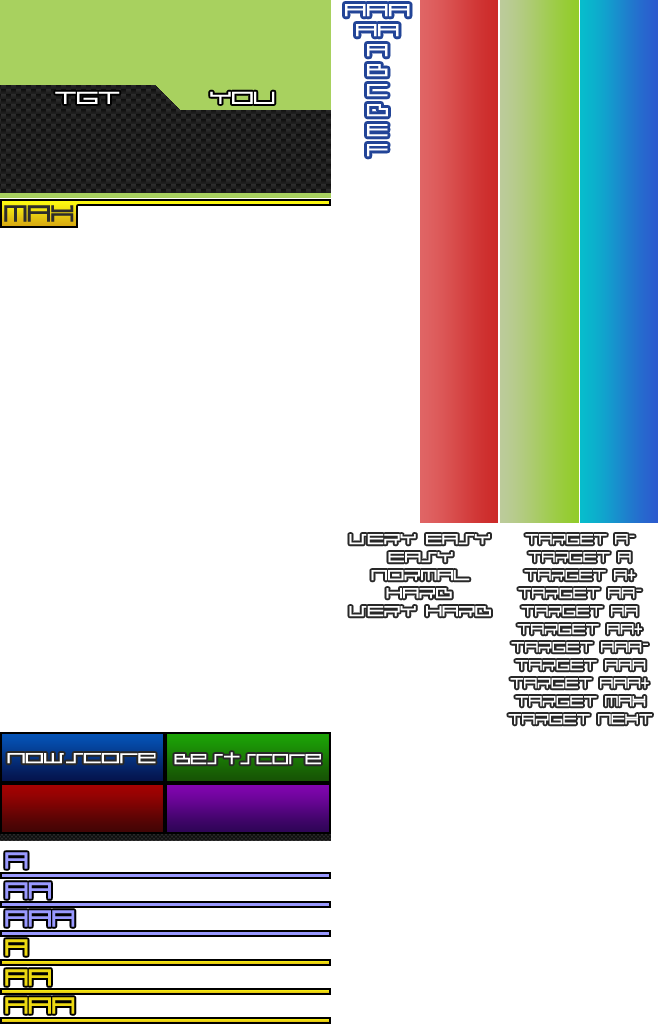 TGT YOU
MAX
NOWSCORE BESTSCORE
A
AA
AAA
A
AA
AAA
AAA
AA
A
B
C
D
E
F
VERY EASY
EASY
NORMAL
HARD
VERY HARD
TARGET A-
TARGET A
TARGET A+
TARGET AA-
TARGET AA
TARGET AA+
TARGET AAA-
TARGET AAA
TARGET AAA+
TARGET MAX
TARGET NEXT